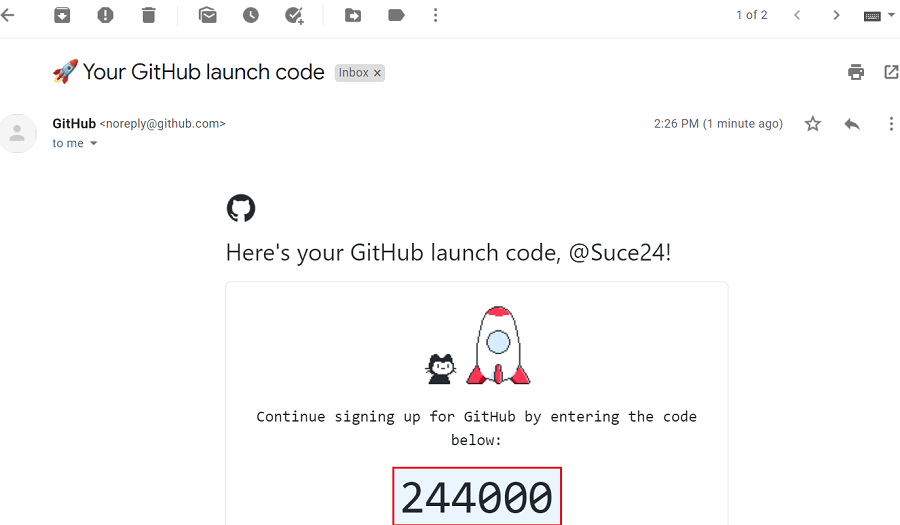 1 of 2
Your GitHub launch code Inbox ×
GitHub <noreply@github.com> 2:26 PM (1 minute ago)
to me
Here's your GitHub launch code, @Suce24!
Continue signing up for GitHub by entering the code
below:
244000